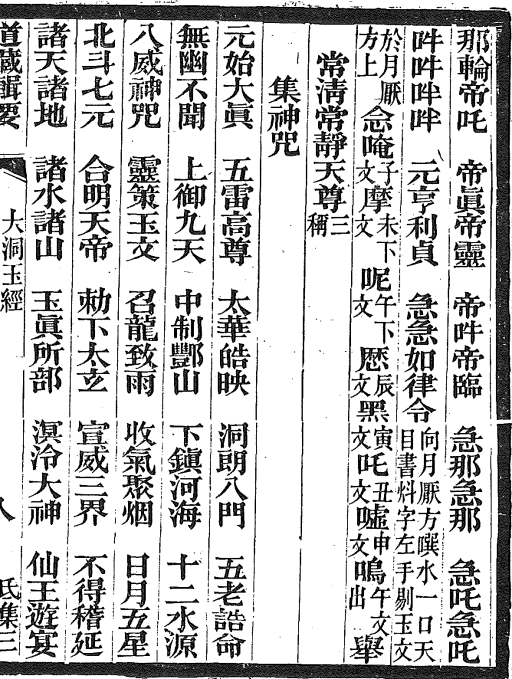 那輪帝吒　帝眞帝靈　帝吽帝臨　急那急那　急吒急吒
吽吽吽吽　元亨利貞　急急如律令　向月厭方噀水一口天目書炓字左手剔玉文
於月厭方上　念唵子文摩未文下　呢午文下　愿辰文黑寅文吒丑文嘘申文鳴午文出　舉
常淸常靜天尊三稱
集神咒
元始大眞　五雷高尊　太華皓映　洞朗八門　五老誥命
無幽不聞　上御九天　中制酆山　下鎭河海　十二水源
八威神咒　靈策玉文　召龍致雨　收氣聚烟　日月五星
北斗七元　合明天帝　勅下太玄　宣威三界　不得稽延
諸天諸地　諸水諸山　玉眞所部　溟泠大神　仙王遊宴
道藏輯要　大洞玉經　八　氐集三